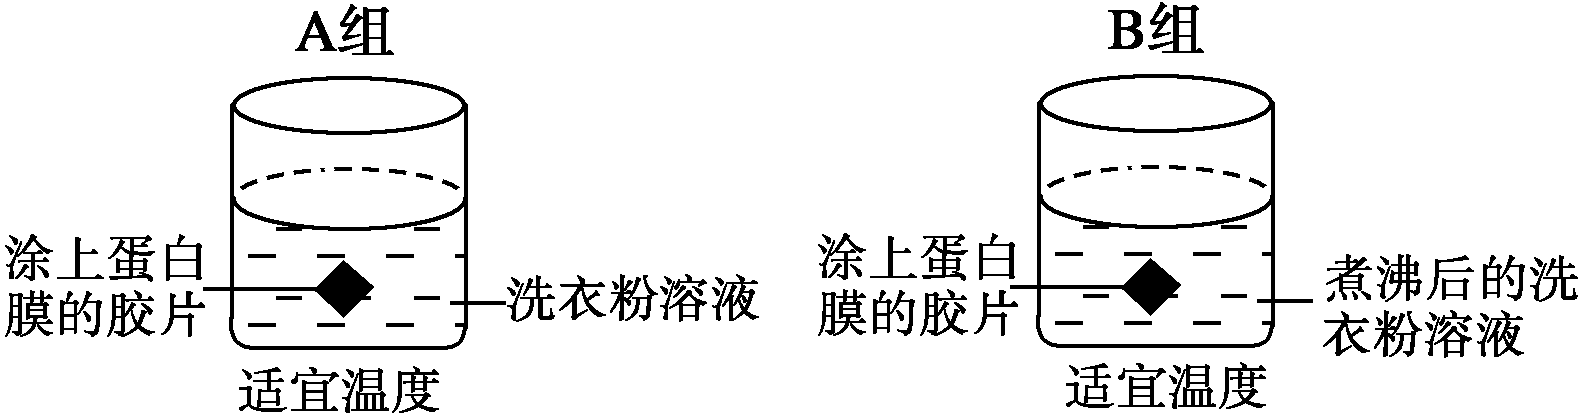 A组
涂上蛋白
膜的胶片
洗衣粉溶液
适宜温度
B组
涂上蛋白
膜的胶片
煮沸后的洗
衣粉溶液
适宜温度